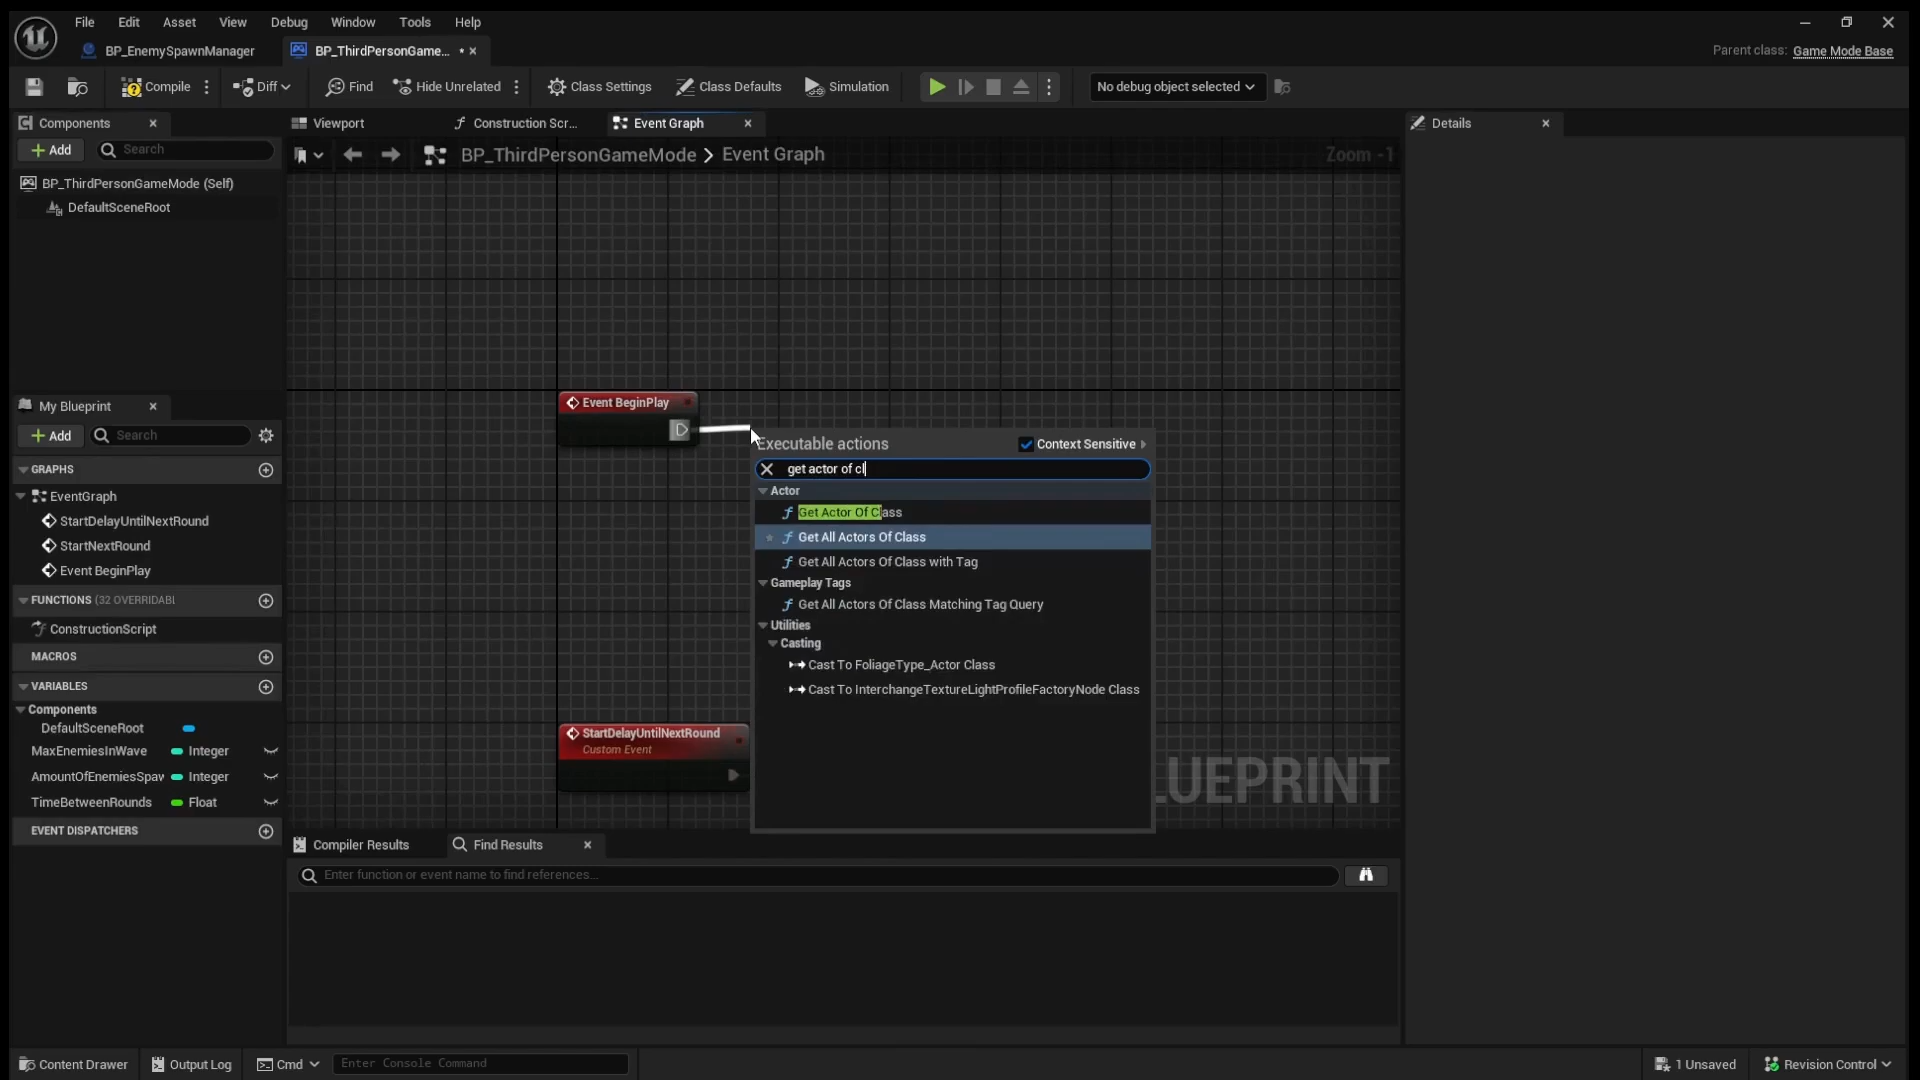 File Edit Asset View Debug Window Tools Help
BP_EnemySpawnManager BP_ThirdPersonGame... * Parent class: Game Mode Base
Compile Diff Find Hide Unrelated Class Settings Class Defaults Simulation No debug object selected
Components Viewport Construction Scr... Event Graph Details
Add Search BP_ThirdPersonGameMode > Event Graph Zoom -1
BP_ThirdPersonGameMode (Self)
DefaultSceneRoot
Event BeginPlay
My Blueprint
Add Search
Executable actions Context Sensitive
get actor of cl
Actor
Get Actor Of Class
Get All Actors Of Class
Get All Actors Of Class with Tag
Gameplay Tags
Get All Actors Of Class Matching Tag Query
Utilities
Casting
Cast To FoliageType_Actor Class
Cast To InterchangeTextureLightProfileFactoryNode Class
GRAPHS
EventGraph
StartDelayUntilNextRound
StartNextRound
Event BeginPlay
FUNCTIONS (32 OVERRIDABL
ConstructionScript
MACROS
VARIABLES
Components
DefaultSceneRoot
MaxEnemiesInWave Integer
AmountOfEnemiesSpaw Integer
TimeBetweenRounds Float
EVENT DISPATCHERS
StartDelayUntilNextRound
Custom Event
LUEPRINT
Compiler Results Find Results
Enter function or event name to find references...
Content Drawer Output Log Cmd Enter Console Command 1 Unsaved Revision Control